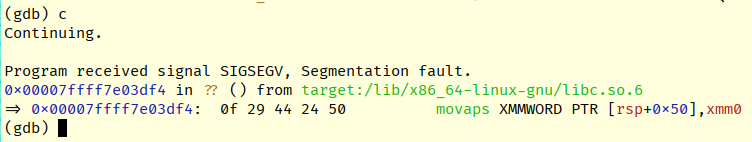 (gdb) c
Continuing.
Program received signal SIGSEGV, Segmentation fault.
0x00007ffff7e03df4 in ?? () from target:/lib/x86_64-linux-gnu/libc.so.6
=> 0x00007ffff7e03df4: 0f 29 44 24 50 movaps XMMWORD PTR [rsp+0x50],xmm0
(gdb)